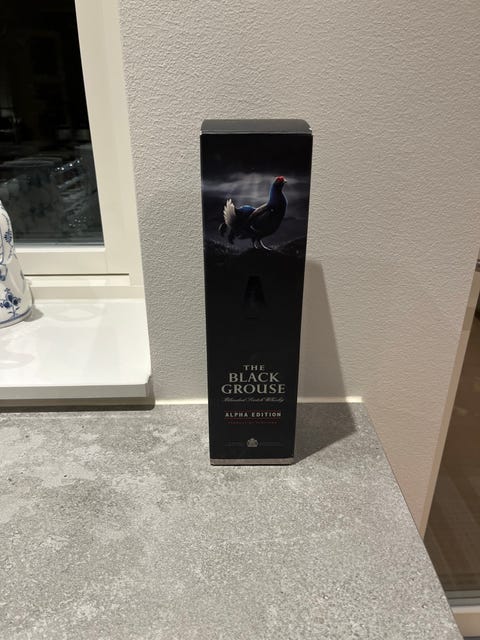 THE
BLACK
GROUSE
Blended Scotch Whisky
ALPHA EDITION